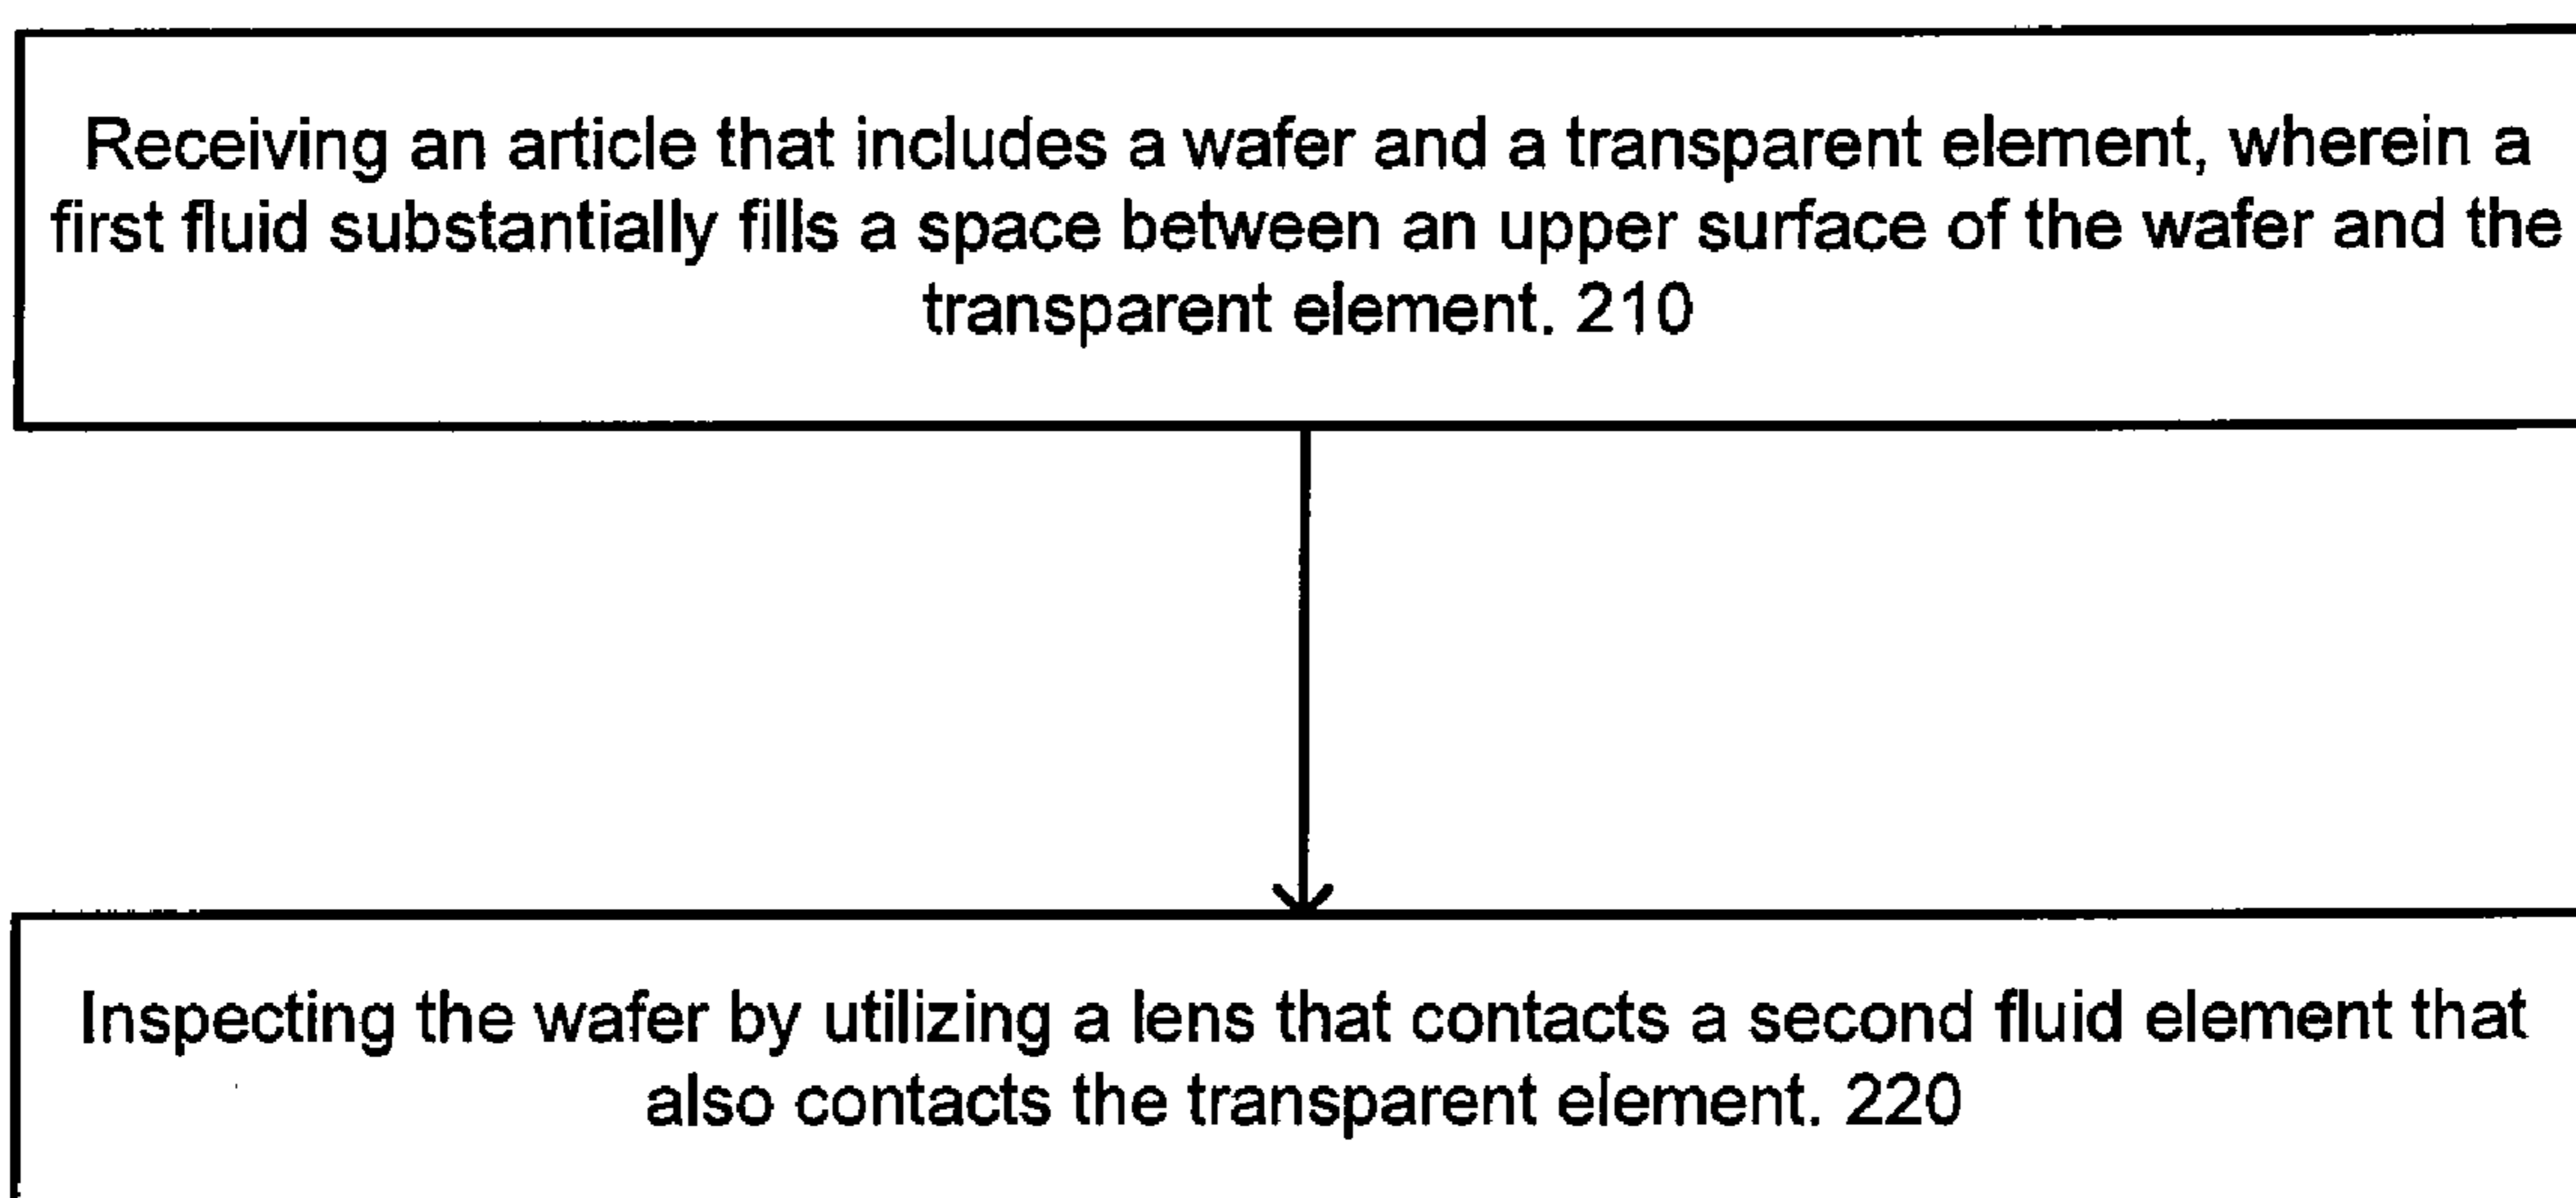 Receiving an article that includes a wafer and a transparent element, wherein a
first fluid substantially fills a space between an upper surface of the wafer and the
transparent element. 210
Inspecting the wafer by utilizing a lens that contacts a second fluid element that
also contacts the transparent element. 220